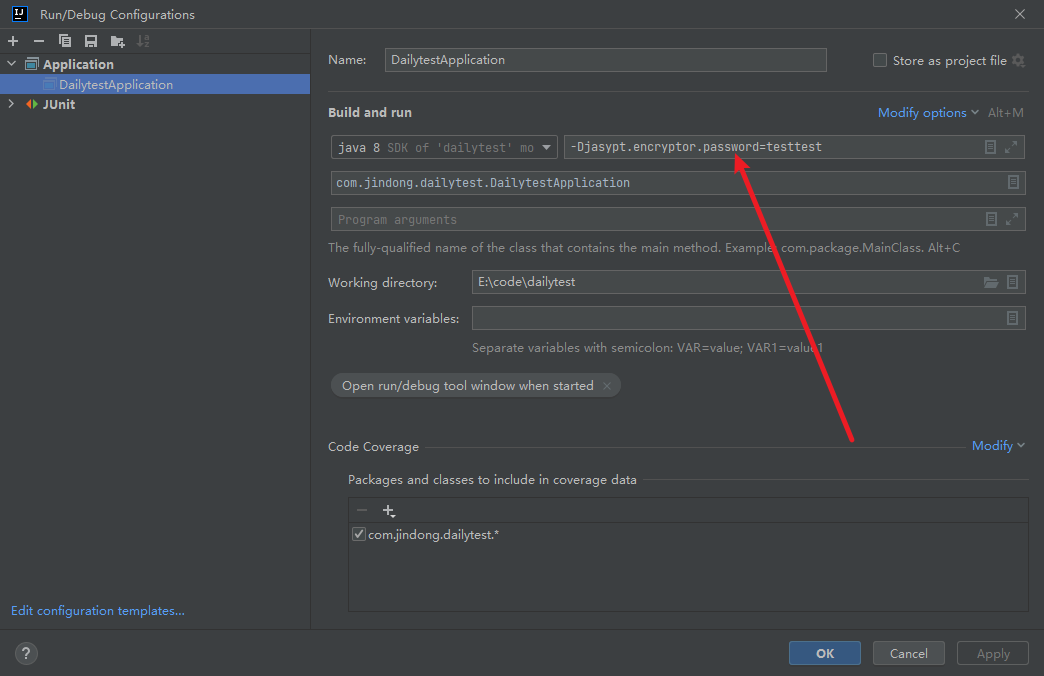 Run/Debug Configurations
Application
DailytestApplication
JUnit
Edit configuration templates...
Name: DailytestApplication Store as project file
Build and run Modify options Alt+M
java 8 SDK of 'dailytest' mo -Djasypt.encryptor.password=testtest
com.jindong.dailytest.DailytestApplication
Program arguments
The fully-qualified name of the class that contains the main method. Example: com.package.MainClass. Alt+C
Working directory: E:\code\dailytest
Environment variables:
Separate variables with semicolon: VAR=value; VAR1=value1
Open run/debug tool window when started
Code Coverage Modify
Packages and classes to include in coverage data
com.jindong.dailytest.*
? OK Cancel Apply